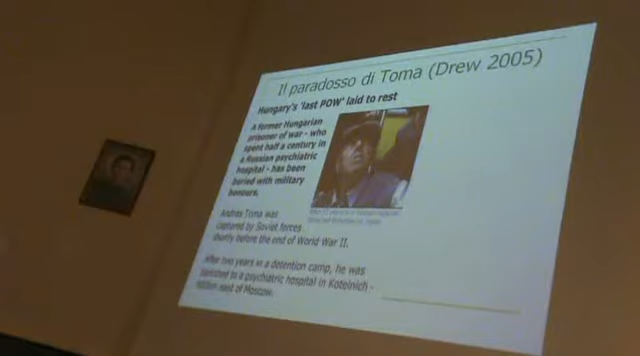 Il paradosso di Toma (Drew 2005)
Hungary's 'last POW' laid to rest
A former Hungarian
prisoner of war - who
spent half a century in
a Russian psychiatric
hospital - has been
buried with military
honours.
Andras Toma was
captured by Soviet forces
shortly before the end of World War II.
After two years in a detention camp, he was
banished to a psychiatric hospital in Kotelnich -
east of Moscow.